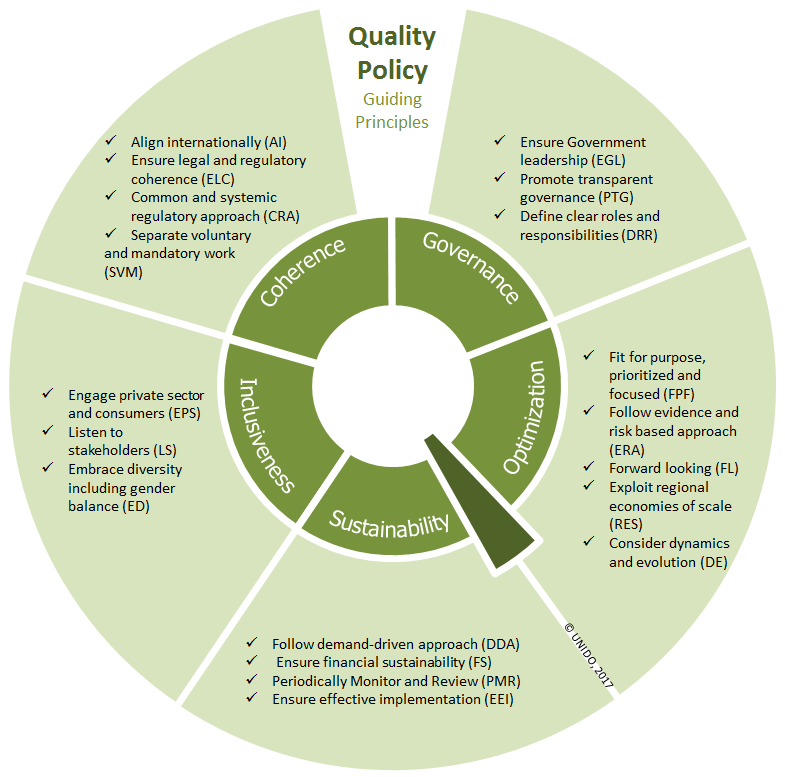 Quality
Policy
Guiding
Principles
✓ Align internationally (AI)
✓ Ensure legal and regulatory
coherence (ELC)
✓ Common and systemic
regulatory approach (CRA)
✓ Separate voluntary
and mandatory work
(SVM)
✓ Ensure Government
leadership (EGL)
✓ Promote transparent
governance (PTG)
✓ Define clear roles and
responsibilities (DRR)
Coherence
Governance
Inclusiveness
Optimization
Sustainability
✓ Engage private sector
and consumers (EPS)
✓ Listen to
stakeholders (LS)
✓ Embrace diversity
including gender
balance (ED)
✓ Fit for purpose,
prioritized and
focused (FPF)
✓ Follow evidence and
risk based approach
(ERA)
✓ Forward looking (FL)
✓ Exploit regional
economies of scale
(RES)
✓ Consider dynamics
and evolution (DE)
✓ Follow demand-driven approach (DDA)
✓ Ensure financial sustainability (FS)
✓ Periodically Monitor and Review (PMR)
✓ Ensure effective implementation (EEI)
© UNIDO, 2017